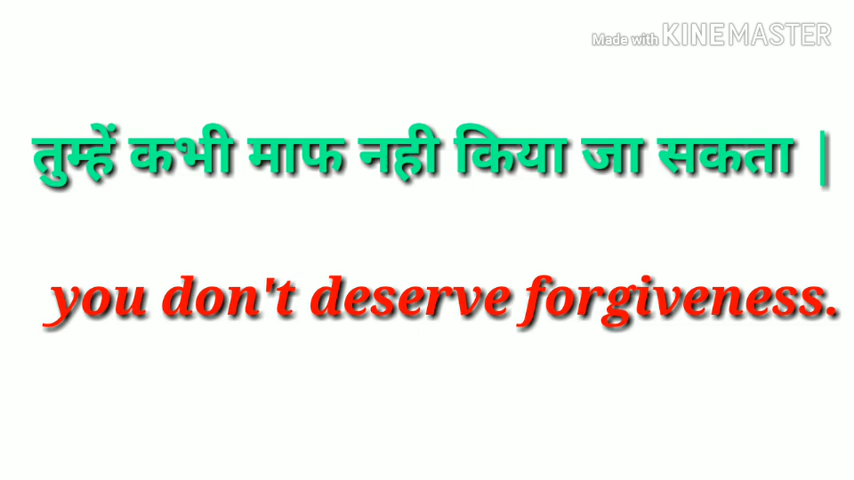 Made with KINEMASTER
तुम्हें कभी माफ नही किया जा सकता |
you don't deserve forgiveness.